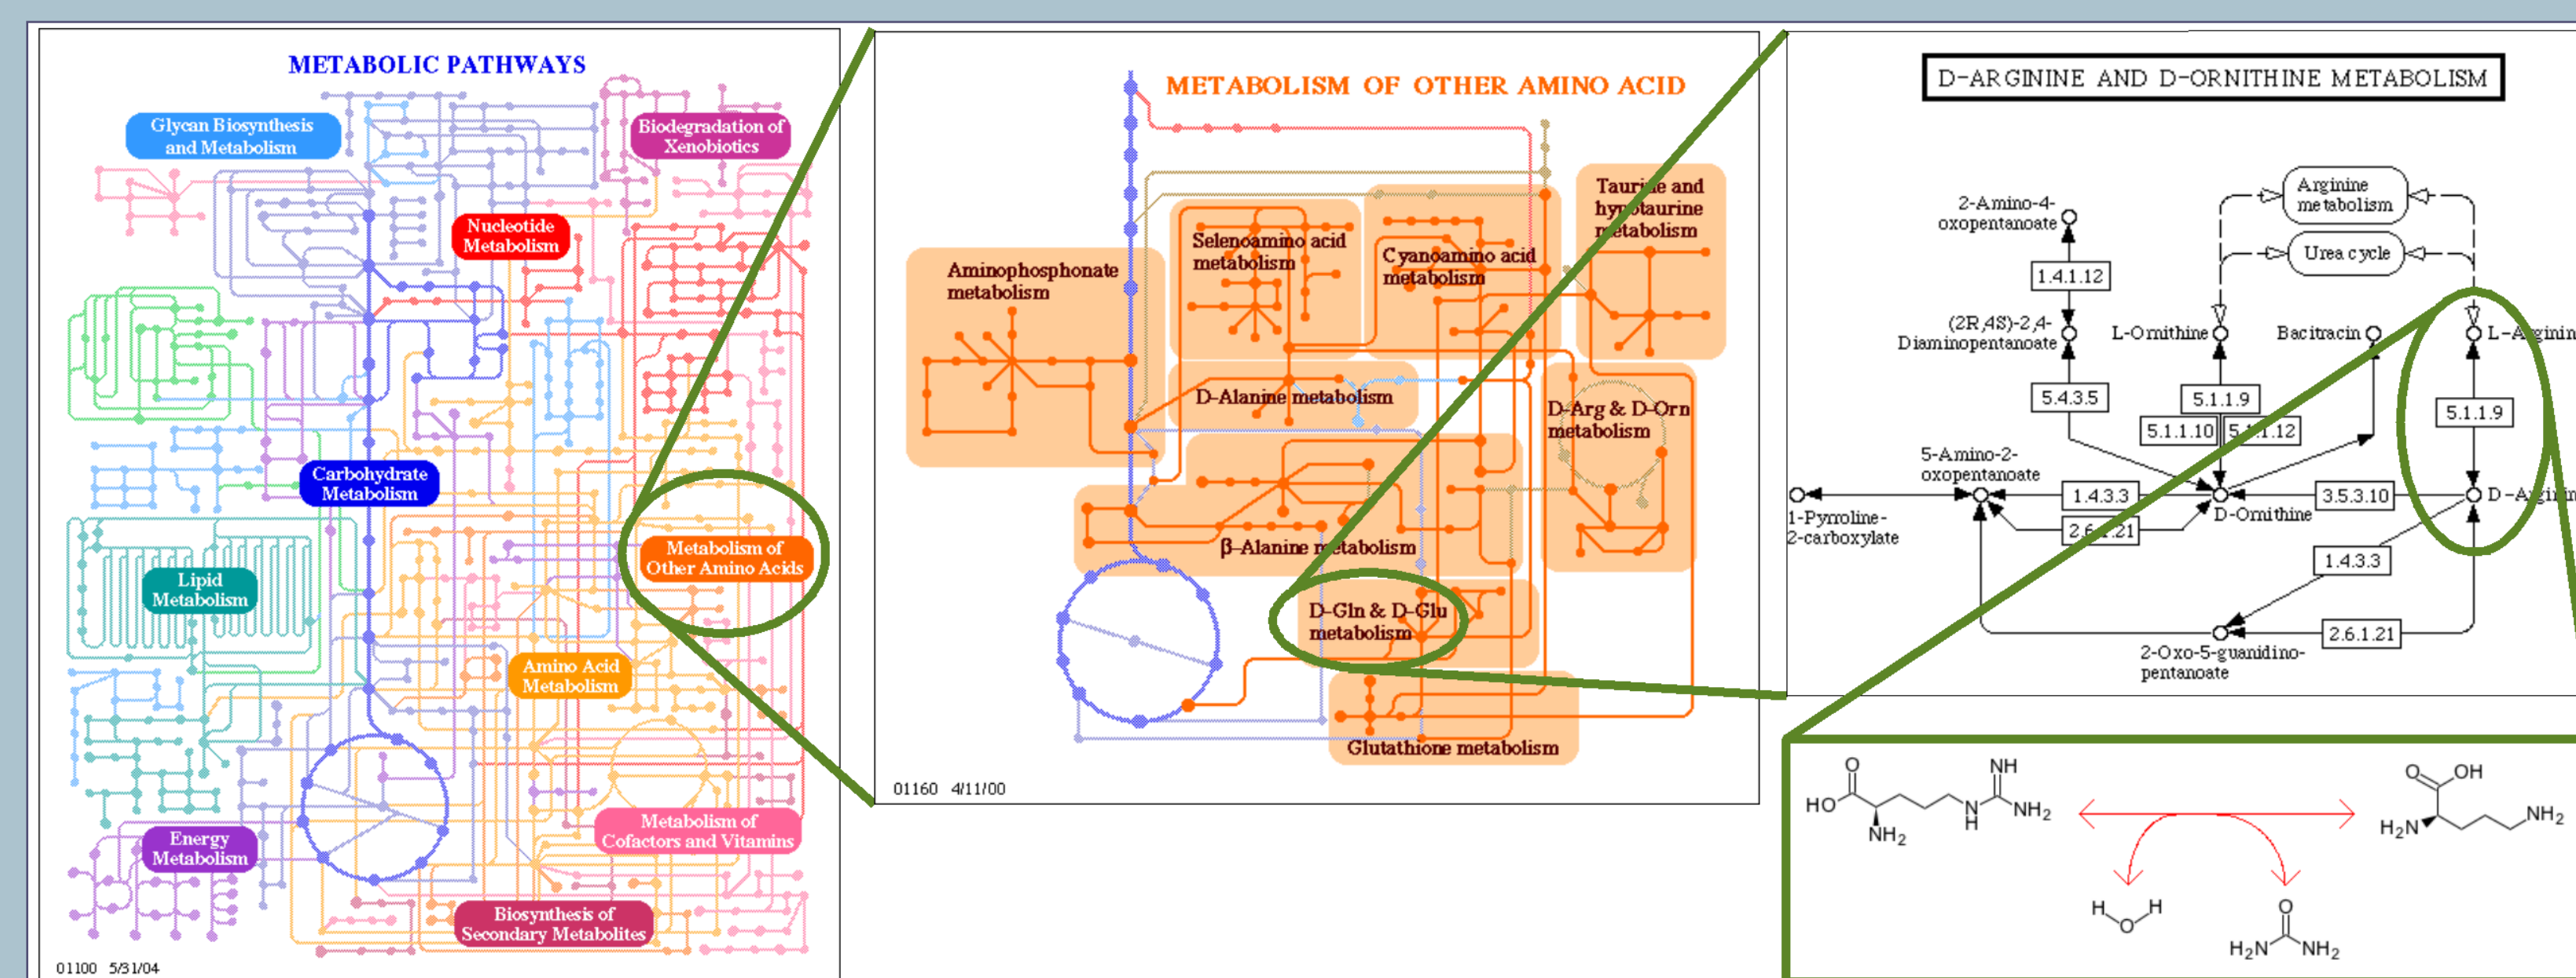 METABOLIC PATHWAYS
Glycan Biosynthesis
and Metabolism
Biodegradation of
Xenobiotics
Nucleotide
Metabolism
Carbohydrate
Metabolism
Metabolism of
Other Amino Acids
Lipid
Metabolism
Amino Acid
Metabolism
Metabolism of
Cofactors and Vitamins
Energy
Metabolism
Biosynthesis of
Secondary Metabolites
01100 5/31/04
METABOLISM OF OTHER AMINO ACID
Taurine and
hypotaurine
metabolism
Selenoamino acid
metabolism
Cyanoamino acid
metabolism
Aminophosphonate
metabolism
D-Alanine metabolism
D-Arg & D-Orn
metabolism
β-Alanine metabolism
D-Gln & D-Glu
metabolism
Glutathione metabolism
01160 4/11/00
D-ARGININE AND D-ORNITHINE METABOLISM
Arginine
metabolism
2-Amino-4-
oxopentanoate
Urea cycle
1.4.1.12
(2R,4S)-2,4-
Diaminopentanoate
L-Ornithine
Bacitracin
L-Arginin
5.4.3.5
5.1.1.9
5.1.1.9
5.1.1.10
5.1.1.12
5-Amino-2-
oxopentanoate
1.4.3.3
3.5.3.10
D-Arginin
D-Ornithine
1-Pyrroline-
2-carboxylate
2.6.1.21
1.4.3.3
2.6.1.21
2-Oxo-5-guanidino-
pentanoate
O
NH
HO
N
H
NH2
NH2
O
OH
H2N
NH2
H
H
O
O
H2N
NH2